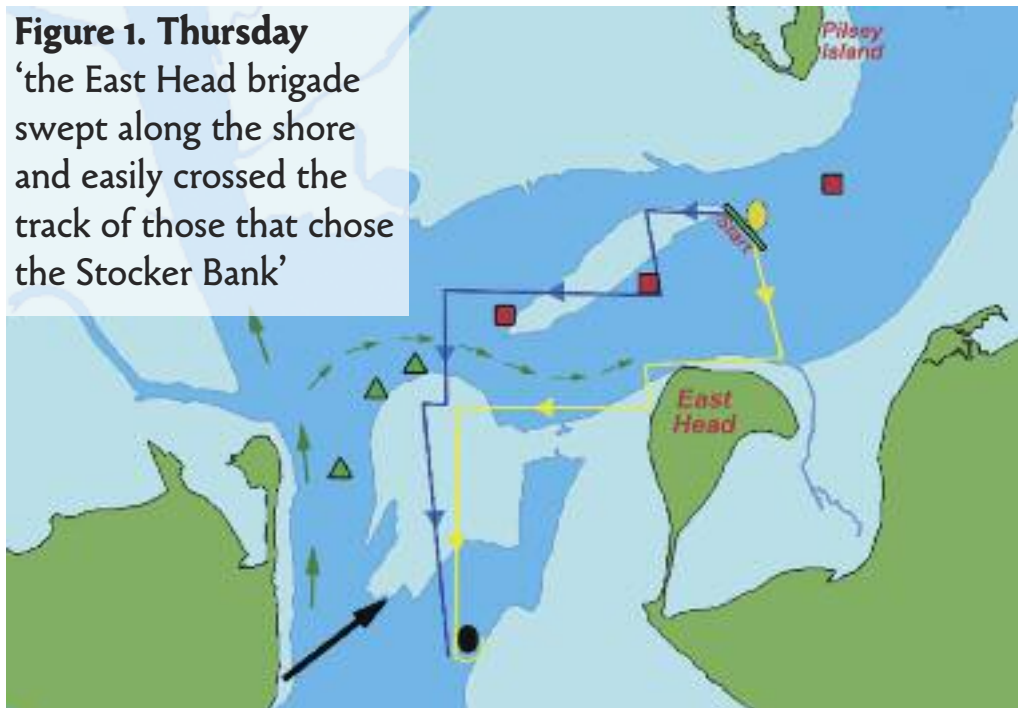 Figure 1. Thursday
‘the East Head brigade
swept along the shore
and easily crossed the
track of those that chose
the Stocker Bank’
Pilsey
Island
Start
East
Head